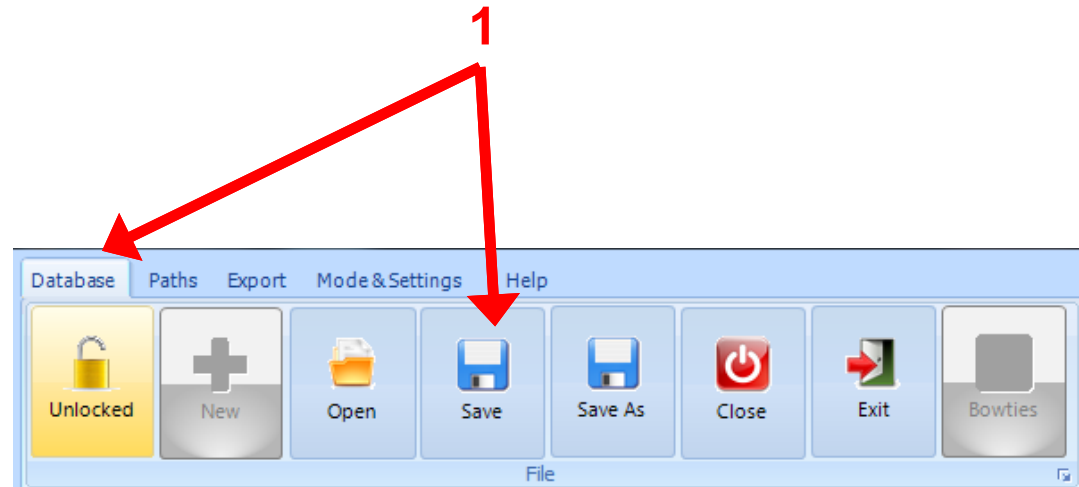 1
Database Paths Export Mode & Settings Help
Unlocked New Open Save Save As Close Exit Bowties
File